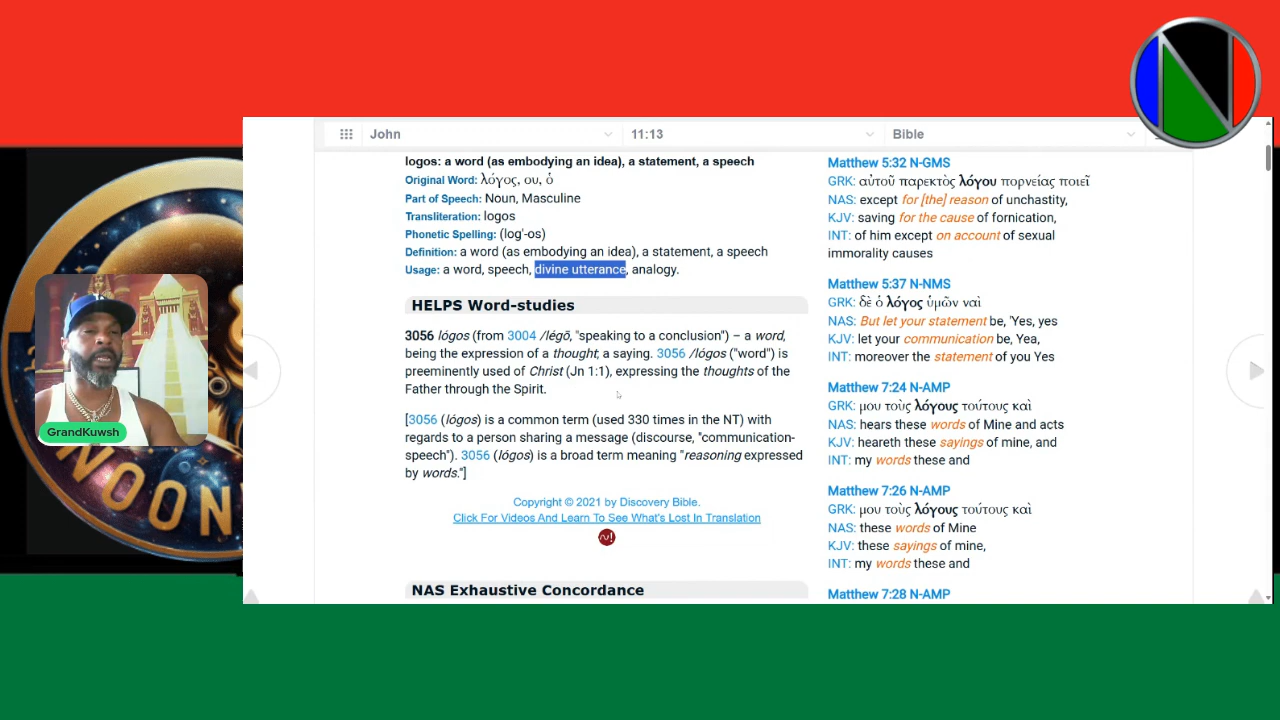 N
John 11:13 Bible
logos: a word (as embodying an idea), a statement, a speech
Original Word: λόγος, ου, ὁ
Part of Speech: Noun, Masculine
Transliteration: logos
Phonetic Spelling: (log'-os)
Definition: a word (as embodying an idea), a statement, a speech
Usage: a word, speech, divine utterance, analogy.
HELPS Word-studies
3056 lógos (from 3004 /légō, "speaking to a conclusion") – a word,
being the expression of a thought; a saying. 3056 /lógos ("word") is
preeminently used of Christ (Jn 1:1), expressing the thoughts of the
Father through the Spirit.
[3056 (lógos) is a common term (used 330 times in the NT) with
regards to a person sharing a message (discourse, "communication-
speech"). 3056 (lógos) is a broad term meaning "reasoning expressed
by words."]
Copyright © 2021 by Discovery Bible.
Click For Videos And Learn To See What's Lost In Translation
NAS Exhaustive Concordance
Matthew 5:32 N-GMS
GRK: αὐτοῦ παρεκτὸς λόγου πορνείας ποιεῖ
NAS: except for [the] reason of unchastity,
KJV: saving for the cause of fornication,
INT: of him except on account of sexual
immorality causes
Matthew 5:37 N-NMS
GRK: δὲ ὁ λόγος ὑμῶν ναὶ
NAS: But let your statement be, 'Yes, yes
KJV: let your communication be, Yea,
INT: moreover the statement of you Yes
Matthew 7:24 N-AMP
GRK: μου τοὺς λόγους τούτους καὶ
NAS: hears these words of Mine and acts
KJV: heareth these sayings of mine, and
INT: my words these and
Matthew 7:26 N-AMP
GRK: μου τοὺς λόγους τούτους καὶ
NAS: these words of Mine
KJV: these sayings of mine,
INT: my words these and
Matthew 7:28 N-AMP
GrandKuwsh
NOON